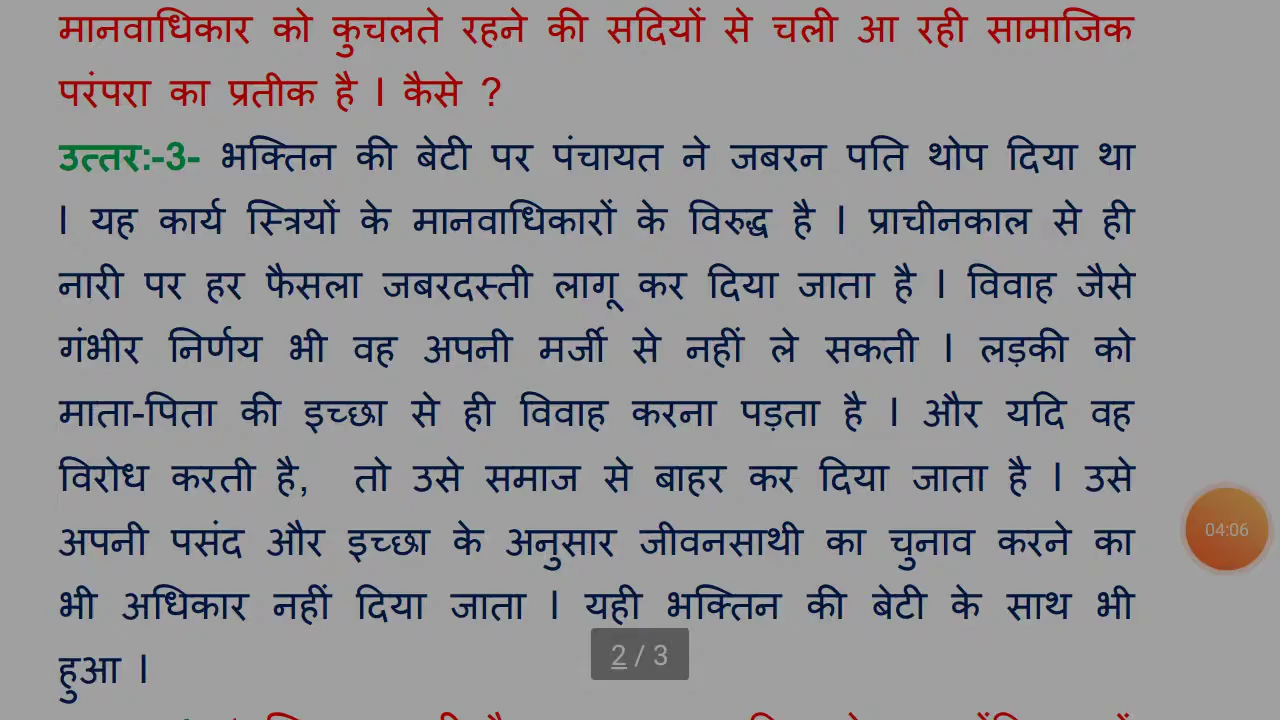 मानवाधिकार को कुचलते रहने की सदियों से चली आ रही सामाजिक
परंपरा का प्रतीक है । कैसे ?
उत्तर:-3- भक्तिन की बेटी पर पंचायत ने जबरन पति थोप दिया था
। यह कार्य स्त्रियों के मानवाधिकारों के विरुद्ध है । प्राचीनकाल से ही
नारी पर हर फैसला जबरदस्ती लागू कर दिया जाता है । विवाह जैसे
गंभीर निर्णय भी वह अपनी मर्जी से नहीं ले सकती । लड़की को
माता-पिता की इच्छा से ही विवाह करना पड़ता है । और यदि वह
विरोध करती है, तो उसे समाज से बाहर कर दिया जाता है । उसे
अपनी पसंद और इच्छा के अनुसार जीवनसाथी का चुनाव करने का
04:06
भी अधिकार नहीं दिया जाता । यही भक्तिन की बेटी के साथ भी
हुआ ।
2 / 3